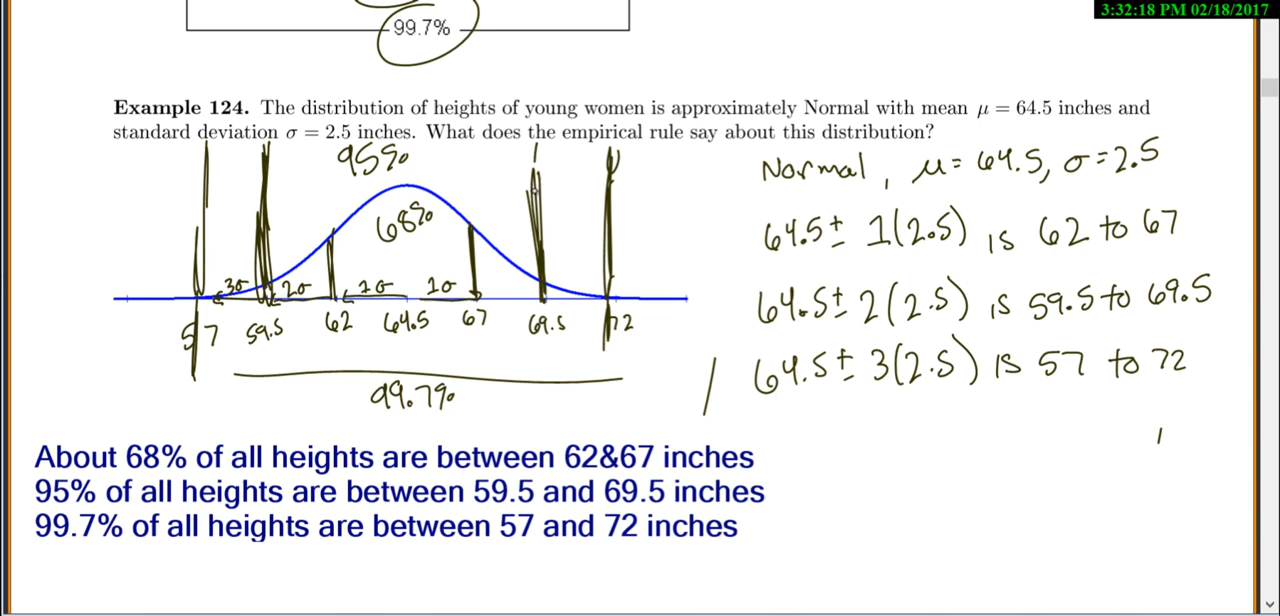 3:32:18 PM 02/18/2017
99.7%
Example 124. The distribution of heights of young women is approximately Normal with mean μ = 64.5 inches and
standard deviation σ = 2.5 inches. What does the empirical rule say about this distribution?
95%
Normal, μ= 64.5, σ=2.5
68%
64.5± 1(2.5) is 62 to 67
3σ 2σ 1σ 1σ
64.5± 2(2.5) is 59.5 to 69.5
57 59.5 62 64.5 67 69.5 72
64.5± 3(2.5) is 57 to 72
99.7%
About 68% of all heights are between 62&67 inches
95% of all heights are between 59.5 and 69.5 inches
99.7% of all heights are between 57 and 72 inches